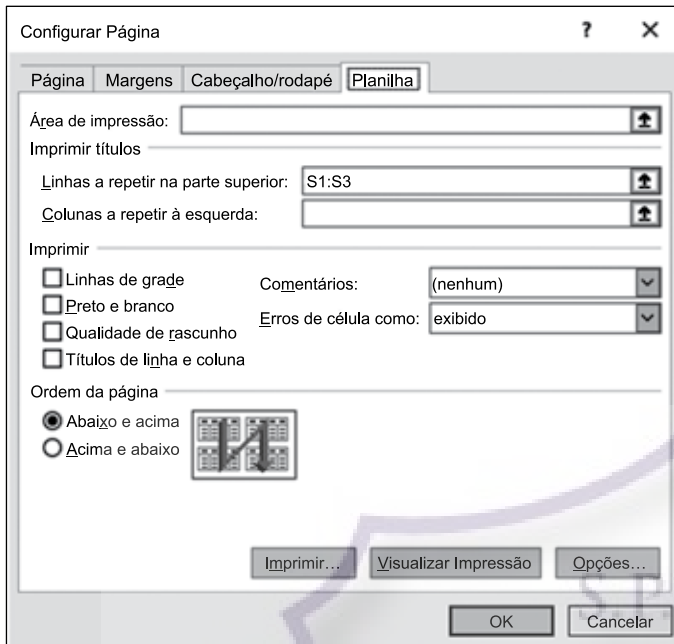 Configurar Página ? ×
Página Margens Cabeçalho/rodapé Planilha
Área de impressão:
Imprimir títulos
Linhas a repetir na parte superior: S1:S3
Colunas a repetir à esquerda:
Imprimir
Linhas de grade
Comentários: (nenhum)
Preto e branco
Erros de célula como: exibido
Qualidade de rascunho
Títulos de linha e coluna
Ordem da página
Abaixo e acima
Acima e abaixo
Imprimir... Visualizar Impressão Opções...
S.P.
OK Cancelar